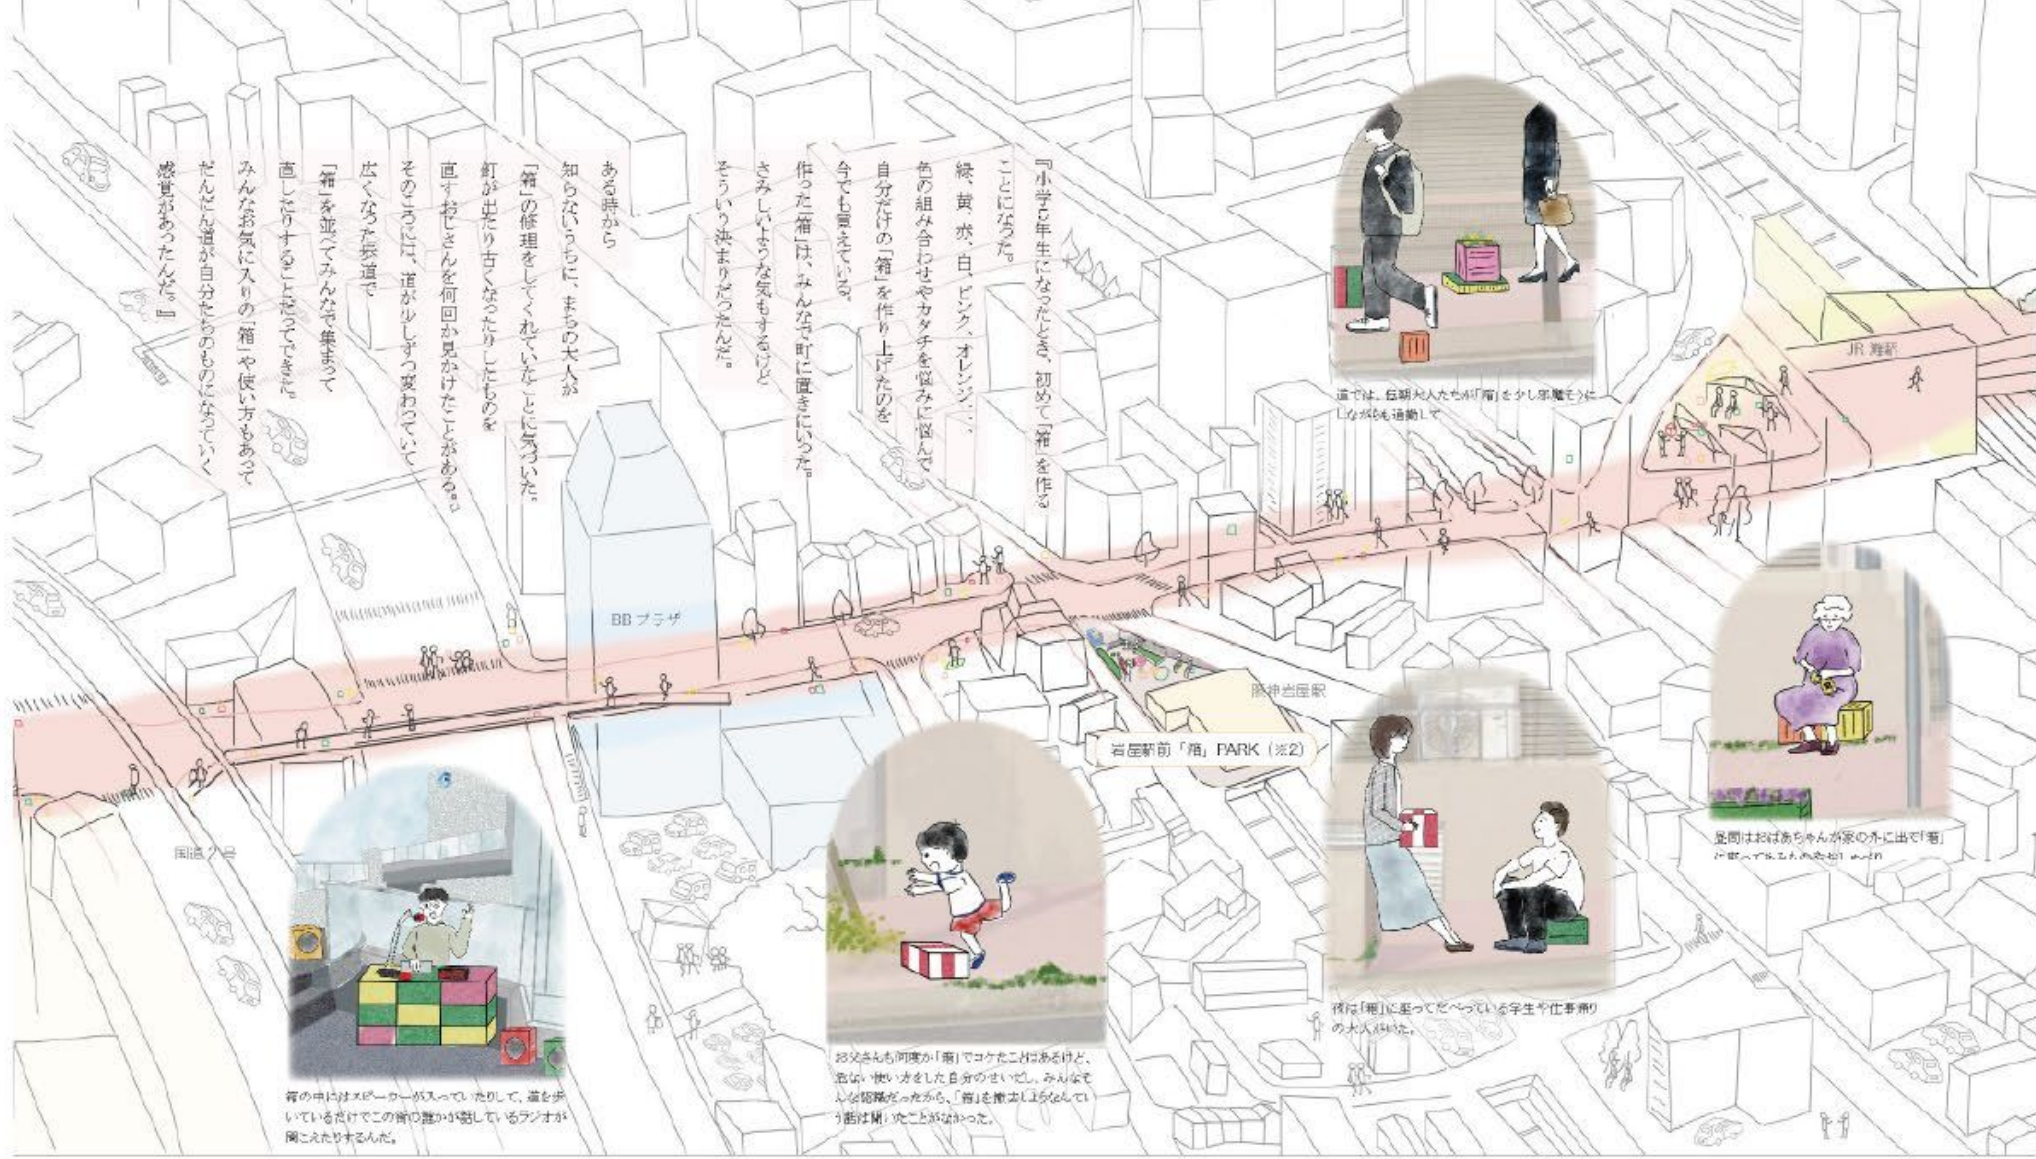 『小学5年生になったとき、初めて「箱」を作る
ことになった。
緑、黄、赤、白、ピンク、オレンジ…、
色の組み合わせやカタチを悩みに悩んで
自分だけの「箱」を作り上げたのを
今でも覚えている。
作った「箱」は、みんなで町に置きにいった。
さみしいような気もするけど
そういう決まりだったんだ。
ある時から
知らないうちに、まちの大人が
「箱」の修理をしてくれていたことに気づいた。
釘が出たり古くなったりしたものを
直すおじさんを何回か見かけたことがある。
そのころには、道が少しずつ変わっていて
広くなった歩道で
「箱」を並べてみんなで集まって
直したりすることだってできた。
みんなお気に入りの「箱」や使い方もあって
だんだん道が自分たちのものになっていく
感覚があったんだ。』
道では、毎朝大人たちが「箱」を少し邪魔そうに
しながらも通勤して
JR 灘駅
BB プラザ
阪神岩屋駅
岩屋駅前「箱」PARK（※2）
国道2号
昼間はおばあちゃんが家の外に出て「箱」
夜は「箱」に座ってだべっている学生や仕事帰り
の大人がいた。
お父さんも何度か「箱」でコケたことはあるけど、
危ない使い方をした自分のせいだし、みんなそ
んな認識だったから、「箱」を撤去しようなんてい
う話は聞いたことがなかった。
箱の中にはスピーカーが入っていたりして、道を歩
いているだけでこの街の誰かが話しているラジオが
聞こえたりするんだ。